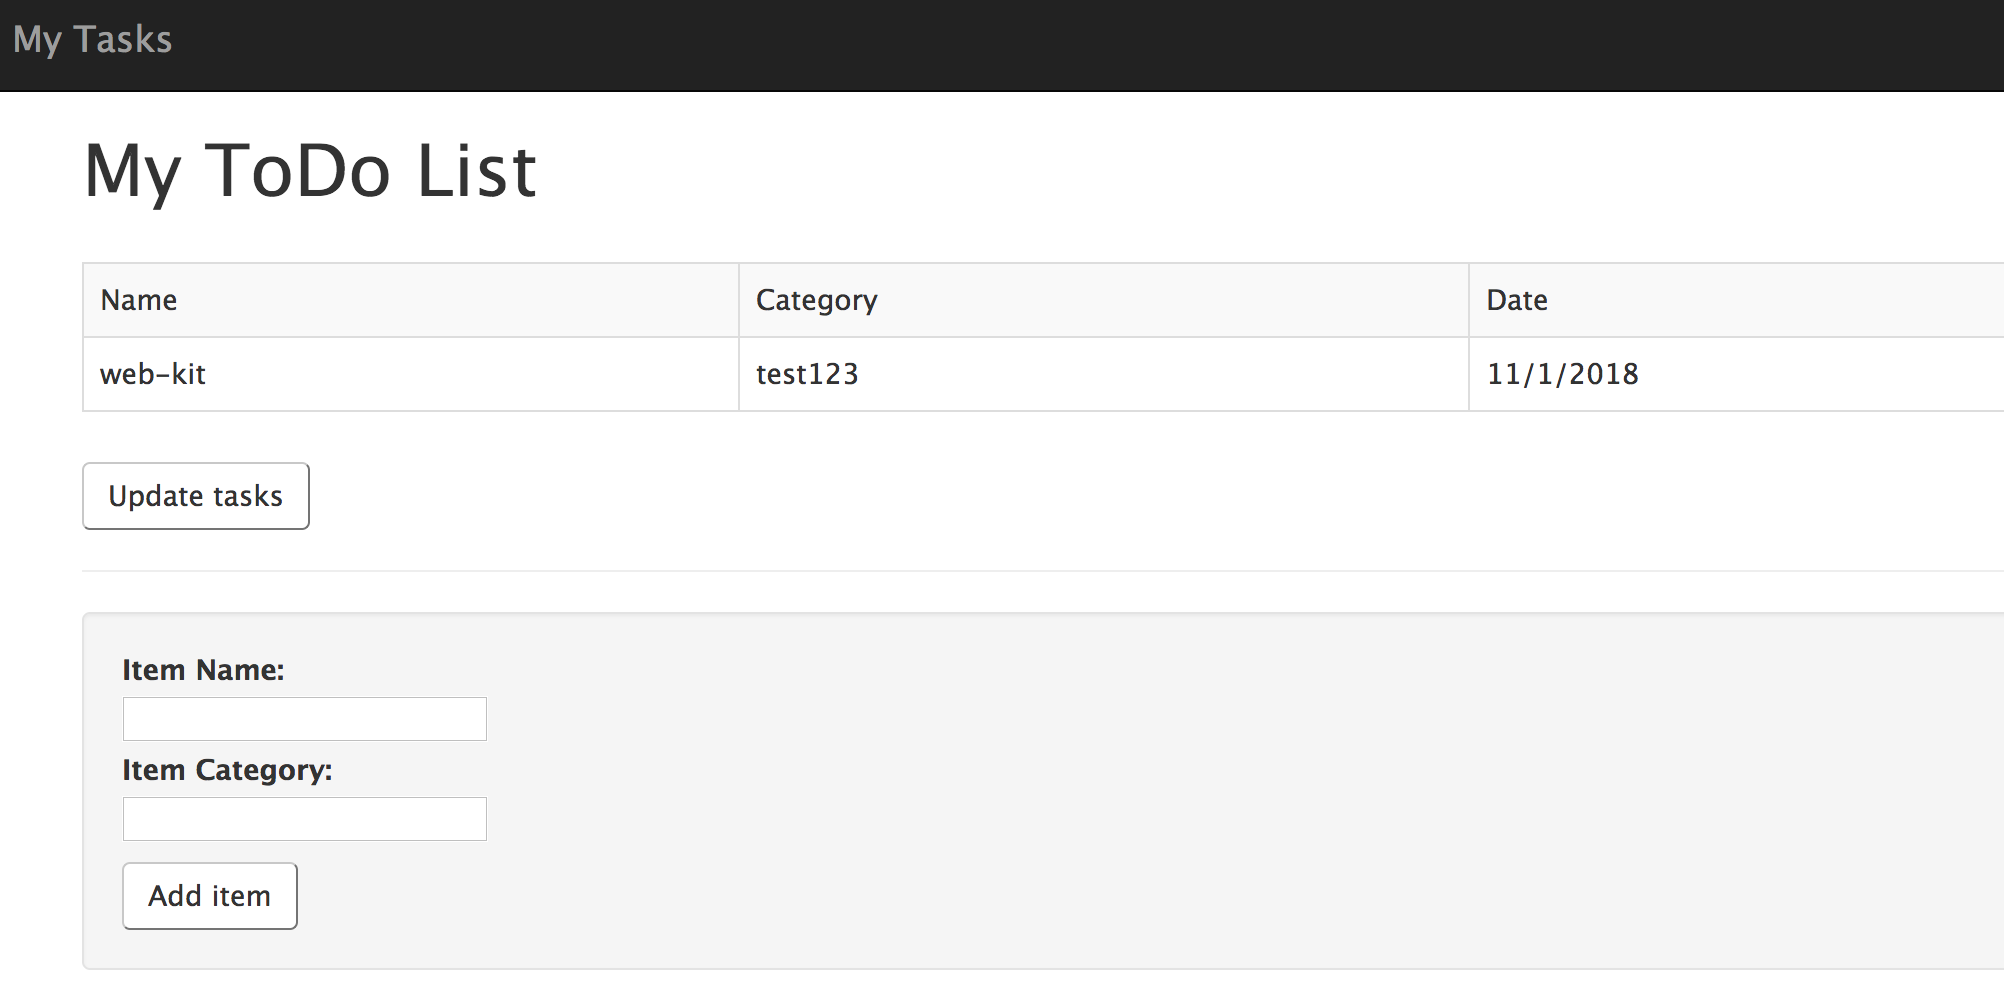 My Tasks
My ToDo List
Name Category Date
web-kit test123 11/1/2018
Update tasks
Item Name:
Item Category:
Add item